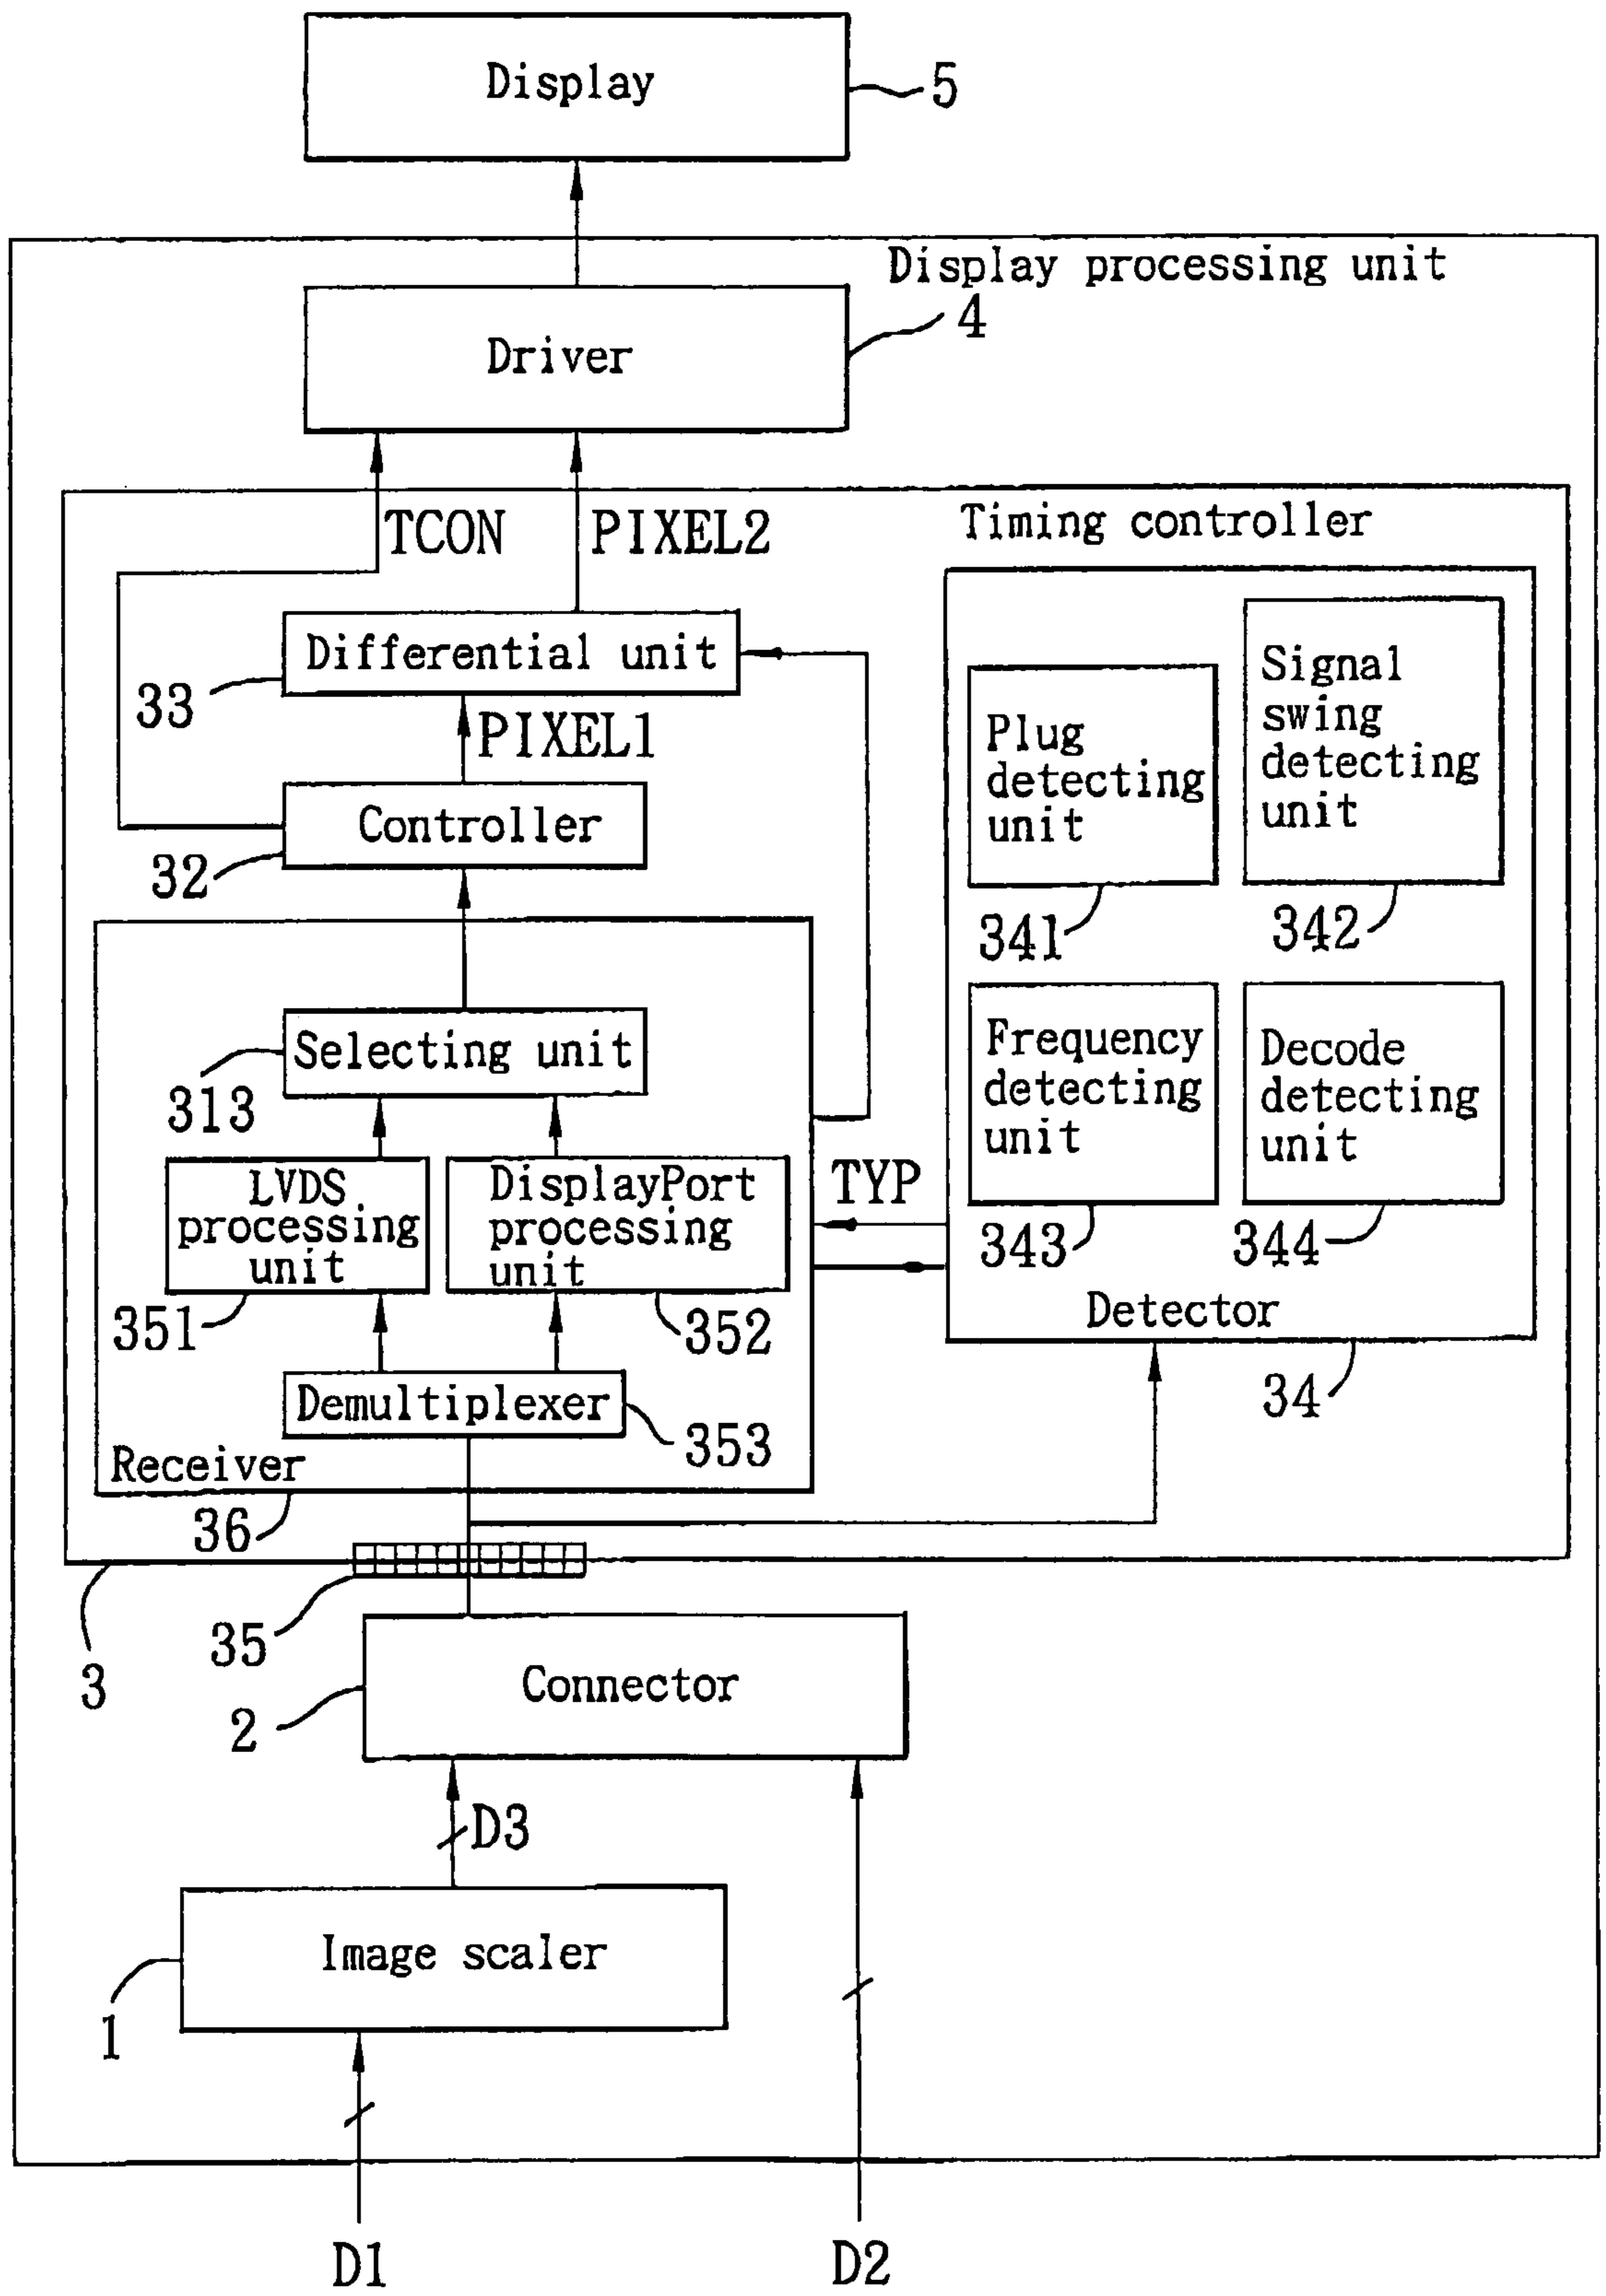 Display
5
Display processing unit
4
Driver
TCON
PIXEL2
Timing controller
Differential unit
33
PIXEL1
Controller
32
Plug
detecting
unit
341
Signal
swing
detecting
unit
342
Selecting unit
313
Frequency
detecting
unit
343
Decode
detecting
unit
344
LVDS
processing
unit
351
DisplayPort
processing
unit
352
TYP
Detector
34
Demultiplexer
353
Receiver
36
35
3
Connector
2
D3
Image scaler
1
D1
D2